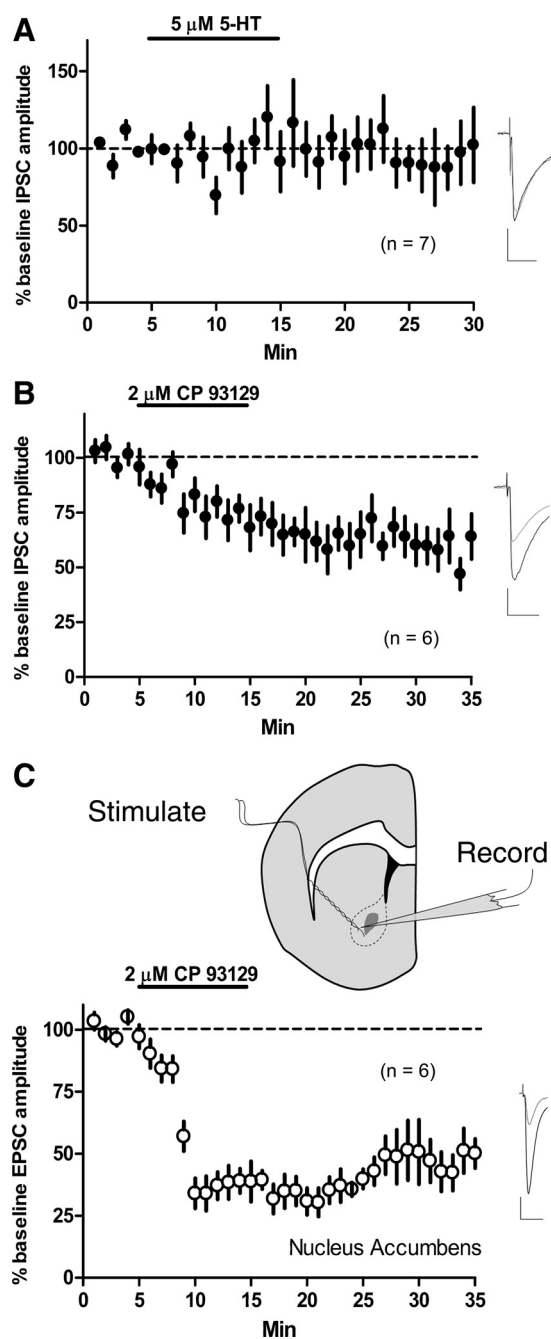 A
5 μM 5-HT
% baseline IPSC amplitude
150
100
50
0
(n = 7)
0 5 10 15 20 25 30
Min
B
2 μM CP 93129
% baseline IPSC amplitude
100
75
50
25
0
(n = 6)
0 5 10 15 20 25 30 35
Min
C
Stimulate
Record
2 μM CP 93129
% baseline EPSC amplitude
100
75
50
25
0
(n = 6)
Nucleus Accumbens
0 5 10 15 20 25 30 35
Min